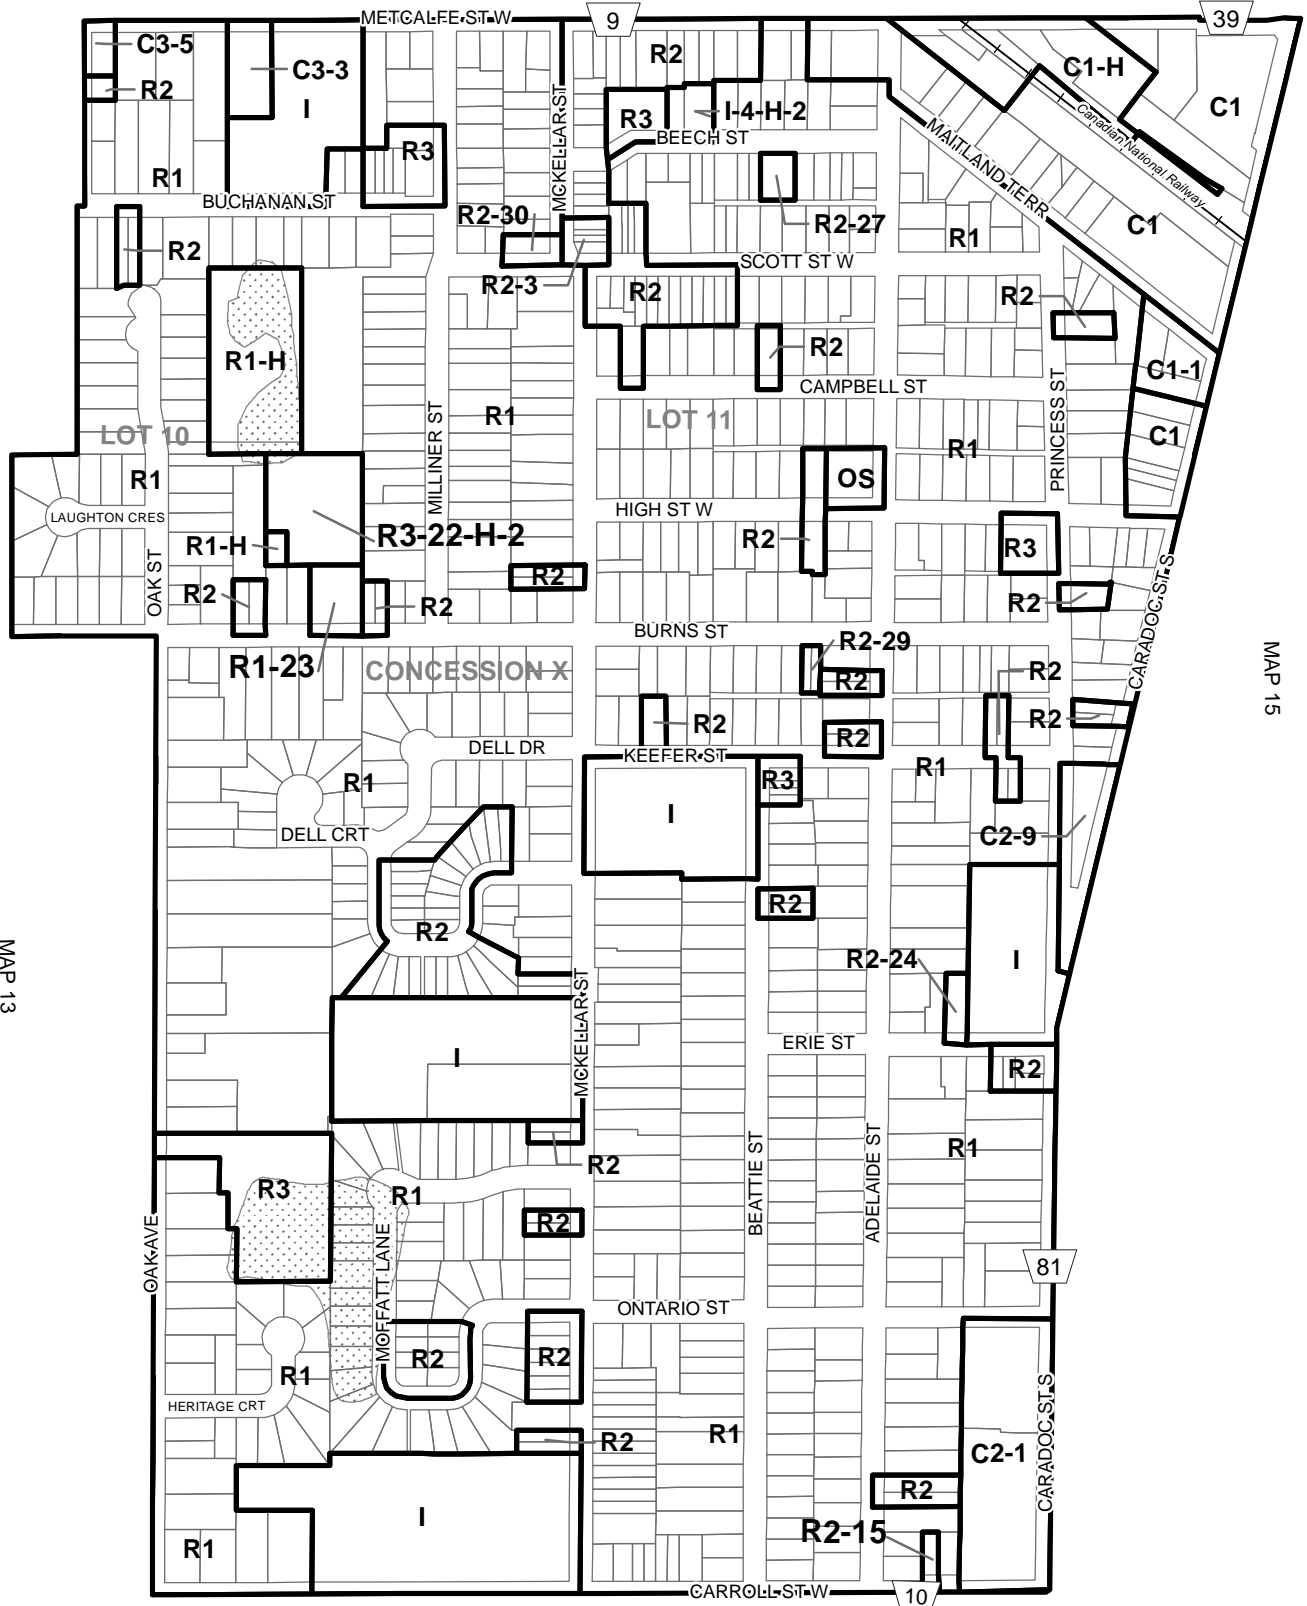 METCALFE ST W
9
39
C3-5
R2
C3-3
I
R2
C1-H
C1
R2
MCKELLAR ST
R3
I-4-H-2
BEECH ST
Canadian National Railway
MAITLAND TERR
R3
R1
BUCHANAN ST
R2-30
R2-27
R1
C1
R2
SCOTT ST W
R2-3
R2
R2
R1-H
R2
C1-1
CAMPBELL ST
PRINCESS ST
LOT 10
MILLINER ST
R1
LOT 11
R1
C1
R1
OS
LAUGHTON CRES
HIGH ST W
R3-22-H-2
R1-H
R2
R3
OAK ST
R2
R2
R2
R2
CARADOC ST S
BURNS ST
R2-29
MAP 15
R1-23
CONCESSION X
R2
R2
R2
R2
R2
DELL DR
KEEFER ST
R1
R3
R1
I
DELL CRT
C2-9
R2
R2
MAP 13
R2-24
I
MCKELLAR ST
ERIE ST
I
R2
R1
BEATTIE ST
ADELAIDE ST
R2
R3
R1
R2
OAK AVE
MOFFATT LANE
81
ONTARIO ST
R2
R2
R1
HERITAGE CRT
R1
R2
C2-1
CARADOC ST S
R2
I
R2-15
R1
CARROLL ST W
10